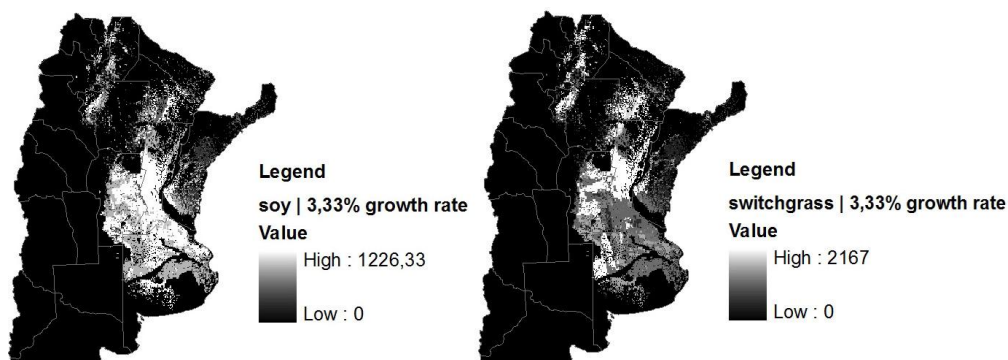 Legend
soy | 3,33% growth rate
Value
High : 1226,33
Low : 0
Legend
switchgrass | 3,33% growth rate
Value
High : 2167
Low : 0